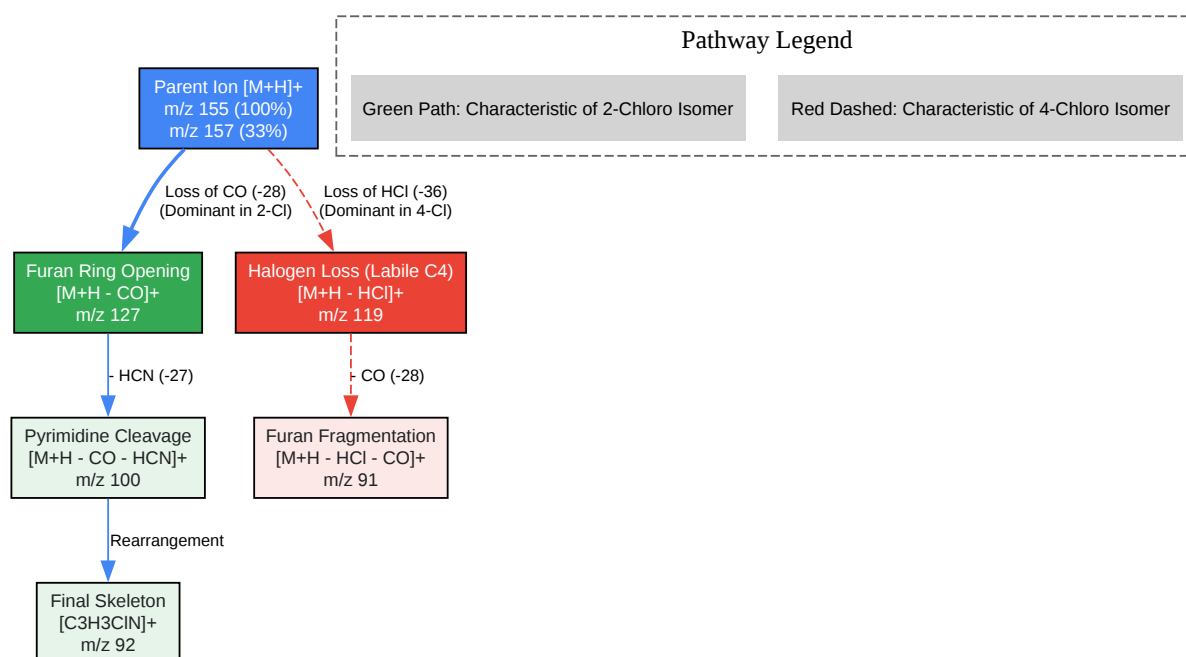 Pathway Legend
Green Path: Characteristic of 2-Chloro Isomer
Red Dashed: Characteristic of 4-Chloro Isomer
Parent Ion [M+H]+
m/z 155 (100%)
m/z 157 (33%)
Loss of CO (-28)
(Dominant in 2-Cl)
Loss of HCl (-36)
(Dominant in 4-Cl)
Furan Ring Opening
[M+H - CO]+
m/z 127
Halogen Loss (Labile C4)
[M+H - HCl]+
m/z 119
- HCN (-27)
- CO (-28)
Pyrimidine Cleavage
[M+H - CO - HCN]+
m/z 100
Furan Fragmentation
[M+H - HCl - CO]+
m/z 91
Rearrangement
Final Skeleton
[C3H3ClN]+
m/z 92